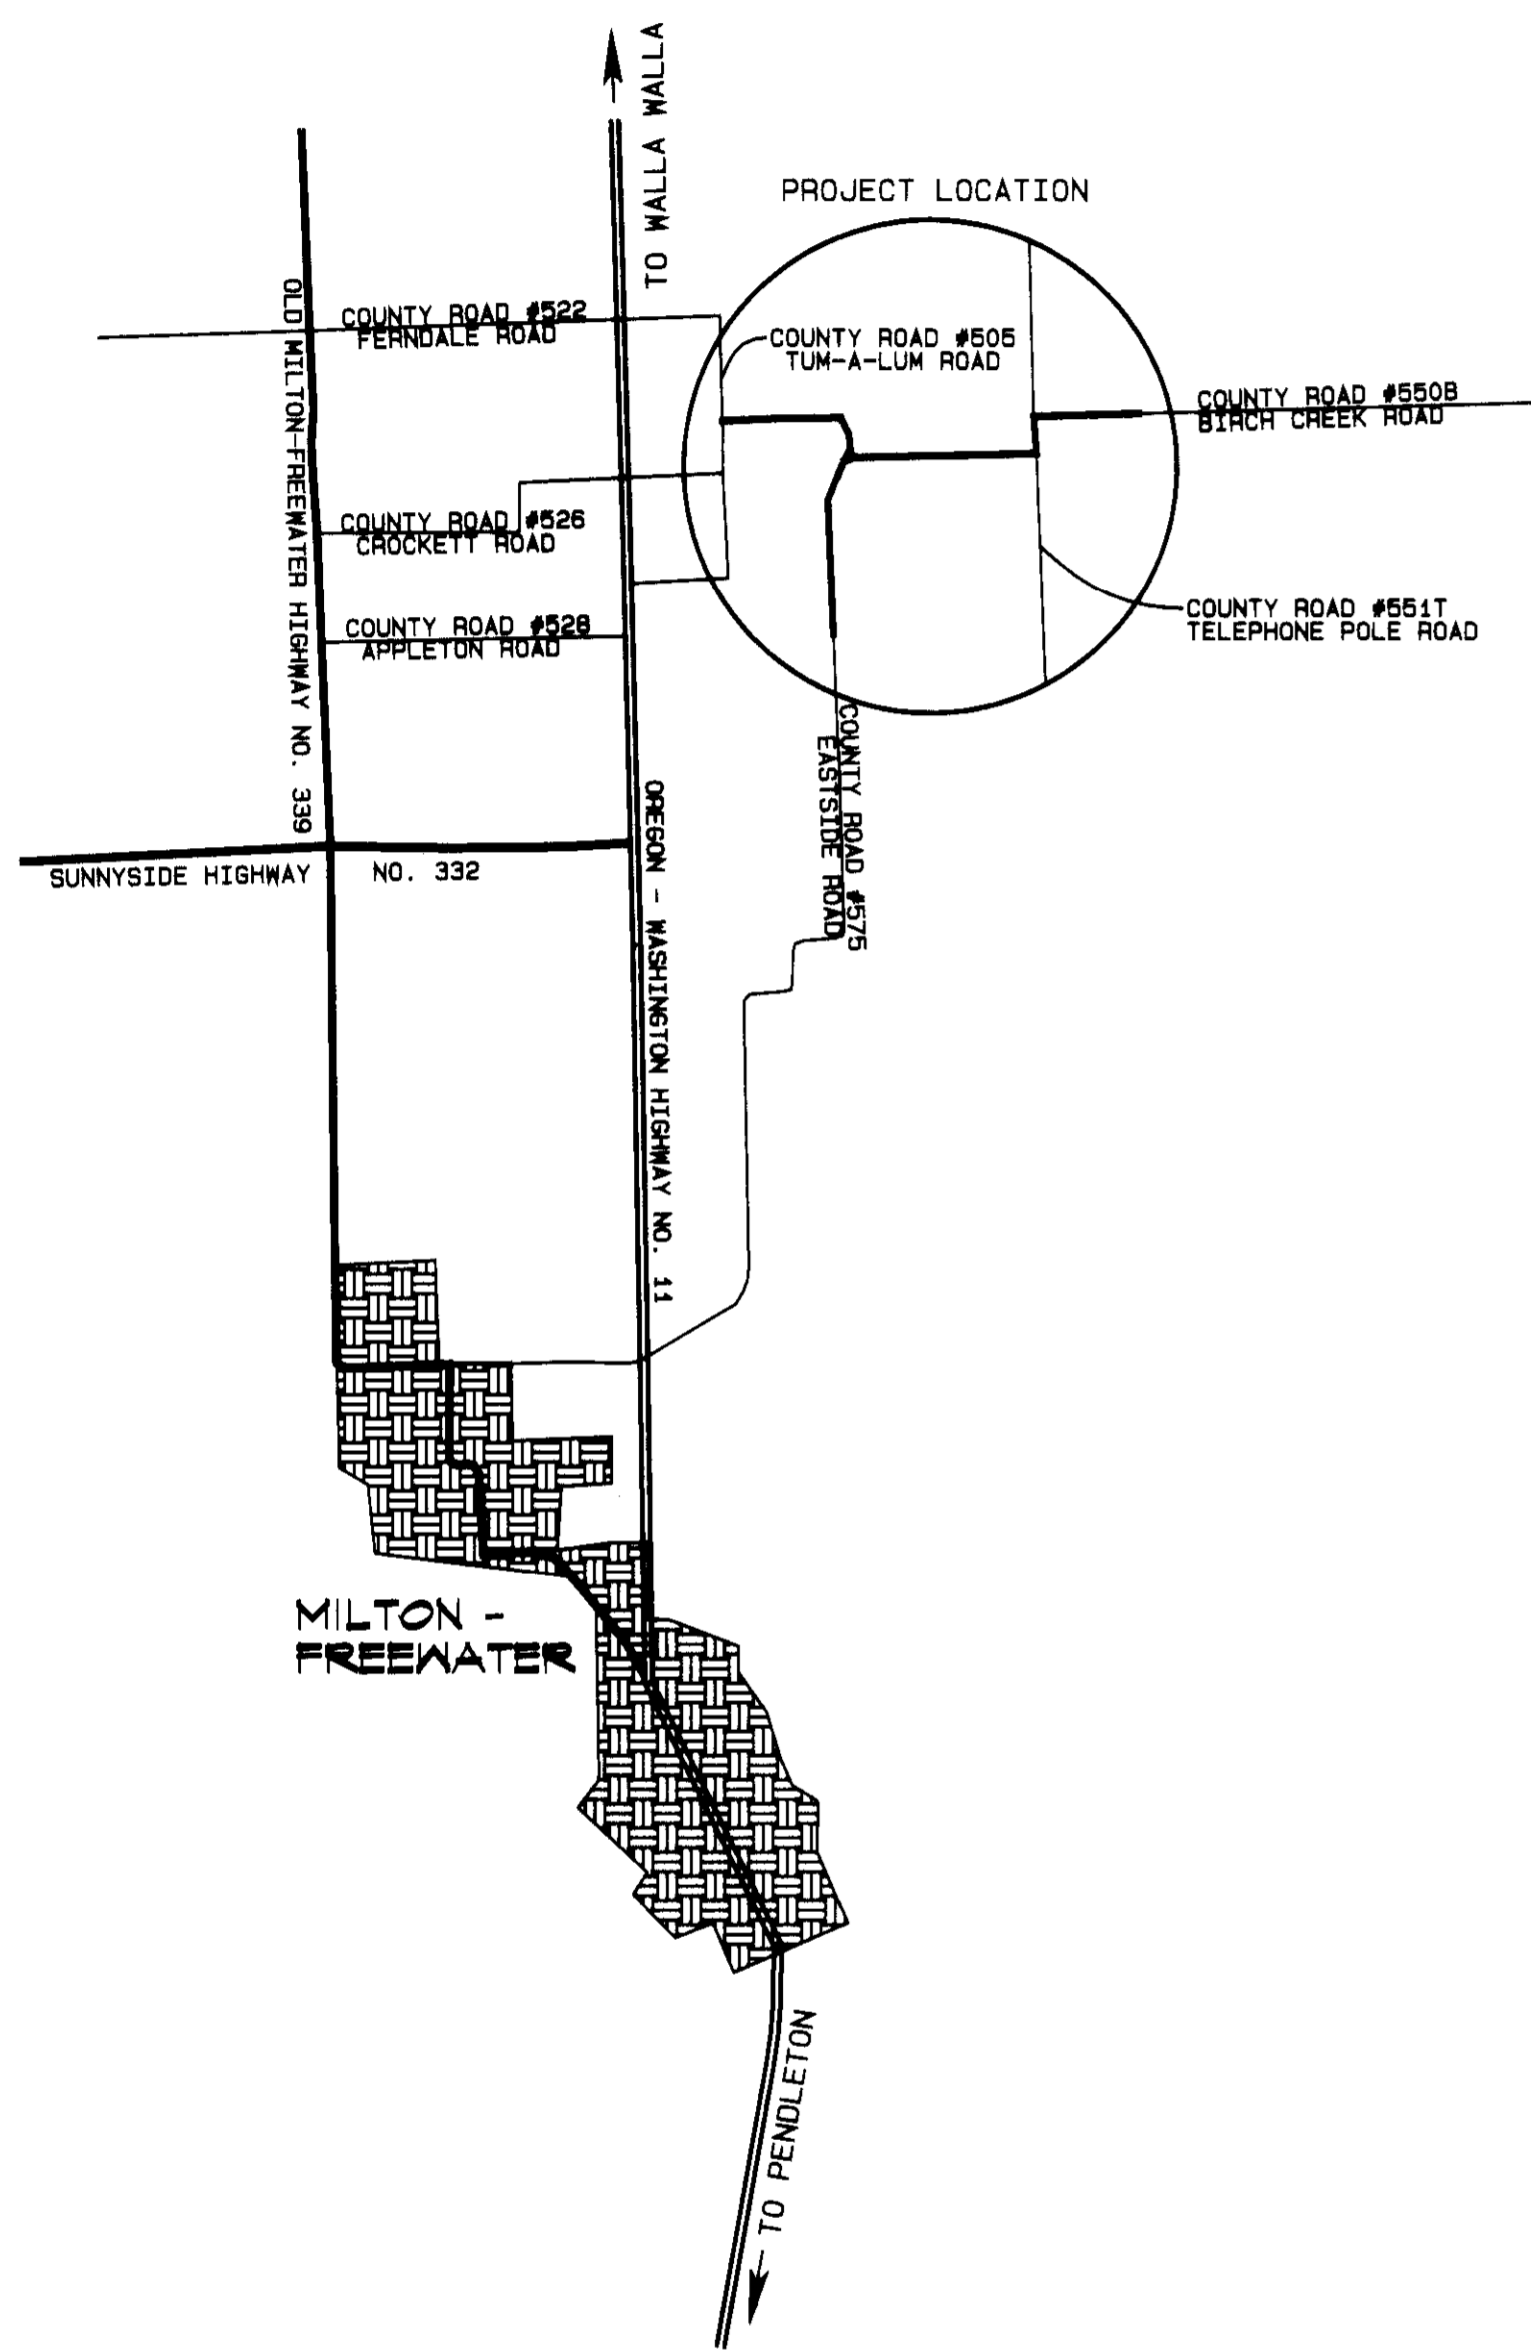 TO WALLA WALLA
PROJECT LOCATION
OLD MILTON-FREEWATER HIGHWAY NO. 339
COUNTY ROAD #522
FERNDALE ROAD
COUNTY ROAD #505
TUM-A-LUM ROAD
COUNTY ROAD #550B
BIRCH CREEK ROAD
COUNTY ROAD #526
CROCKETT ROAD
COUNTY ROAD #528
APPLETON ROAD
COUNTY ROAD #551T
TELEPHONE POLE ROAD
COUNTY ROAD #575
EASTSIDE ROAD
OREGON - WASHINGTON HIGHWAY NO. 11
SUNNYSIDE HIGHWAY NO. 332
MILTON -
FREEWATER
TO PENDLETON